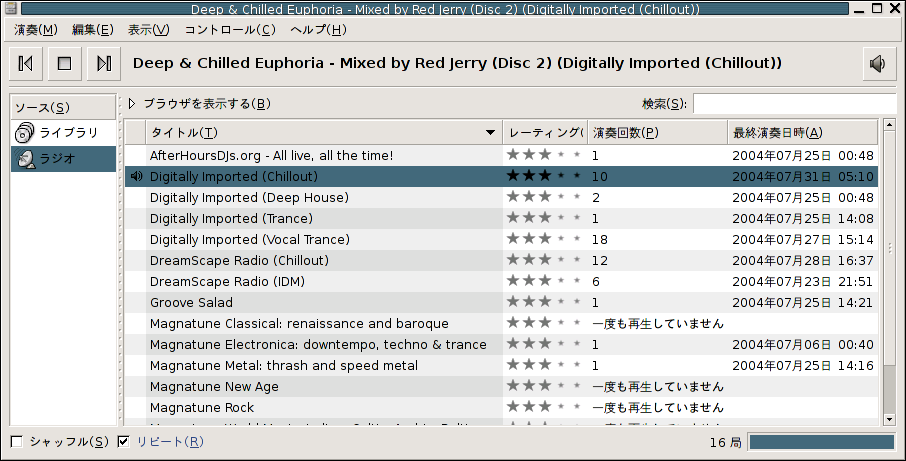 Deep & Chilled Euphoria - Mixed by Red Jerry (Disc 2) (Digitally Imported (Chillout))
演奏(M) 編集(E) 表示(V) コントロール(C) ヘルプ(H)
Deep & Chilled Euphoria - Mixed by Red Jerry (Disc 2) (Digitally Imported (Chillout))
ソース(S)
ライブラリ
ラジオ
ブラウザを表示する(B) 検索(S):
タイトル(T) レーティング( 演奏回数(P) 最終演奏日時(A)
AfterHoursDJs.org - All live, all the time! 1 2004年07月25日 00:48
Digitally Imported (Chillout) 10 2004年07月31日 05:10
Digitally Imported (Deep House) 2 2004年07月25日 00:48
Digitally Imported (Trance) 1 2004年07月25日 14:08
Digitally Imported (Vocal Trance) 18 2004年07月27日 15:14
DreamScape Radio (Chillout) 12 2004年07月28日 16:37
DreamScape Radio (IDM) 6 2004年07月23日 21:51
Groove Salad 1 2004年07月25日 14:21
Magnatune Classical: renaissance and baroque 一度も再生していません
Magnatune Electronica: downtempo, techno & trance 1 2004年07月06日 00:40
Magnatune Metal: thrash and speed metal 1 2004年07月25日 14:16
Magnatune New Age 一度も再生していません
Magnatune Rock 一度も再生していません
シャッフル(S) リピート(R) 16 局